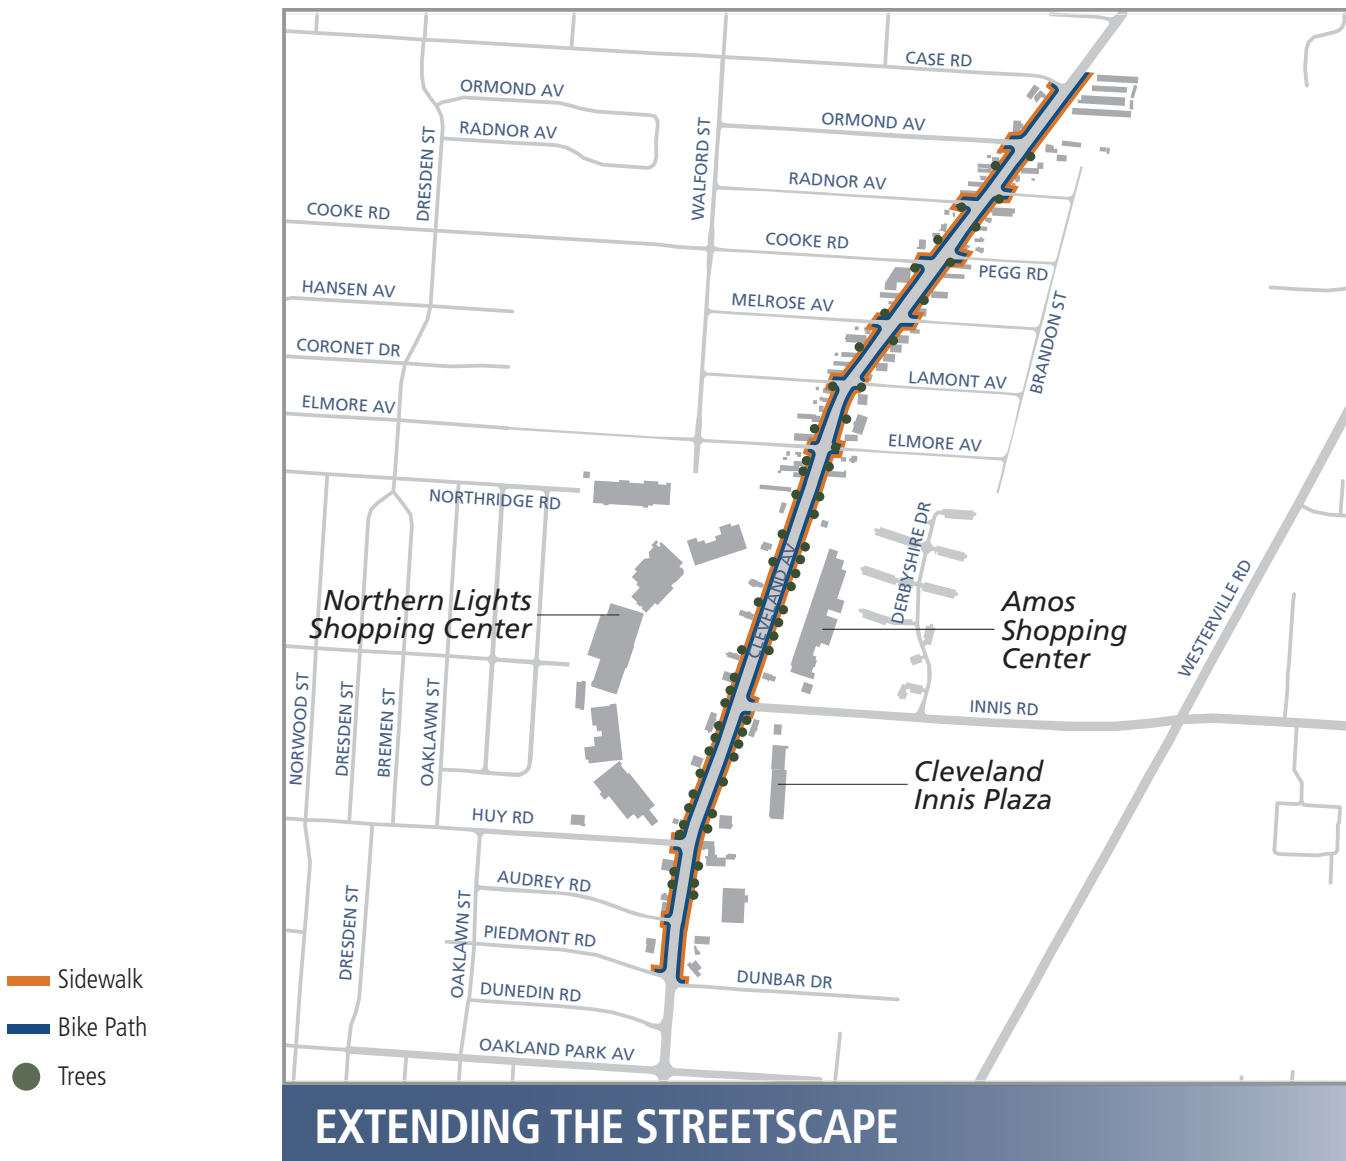 CASE RD
ORMOND AV
RADNOR AV
DRESDEN ST
WALFORD ST
ORMOND AV
RADNOR AV
COOKE RD
COOKE RD
PEGG RD
HANSEN AV
MELROSE AV
BRANDON ST
CORONET DR
LAMONT AV
ELMORE AV
ELMORE AV
NORTHRIDGE RD
DERBYSHIRE DR
CLEVELAND AV
WESTERVILLE RD
Northern Lights
Shopping Center
Amos
Shopping
Center
NORWOOD ST
DRESDEN ST
BREMEN ST
OAKLAWN ST
INNIS RD
Cleveland
Innis Plaza
HUY RD
AUDREY RD
DRESDEN ST
OAKLAWN ST
PIEDMONT RD
DUNEDIN RD
DUNBAR DR
OAKLAND PARK AV
Sidewalk
Bike Path
Trees
EXTENDING THE STREETSCAPE